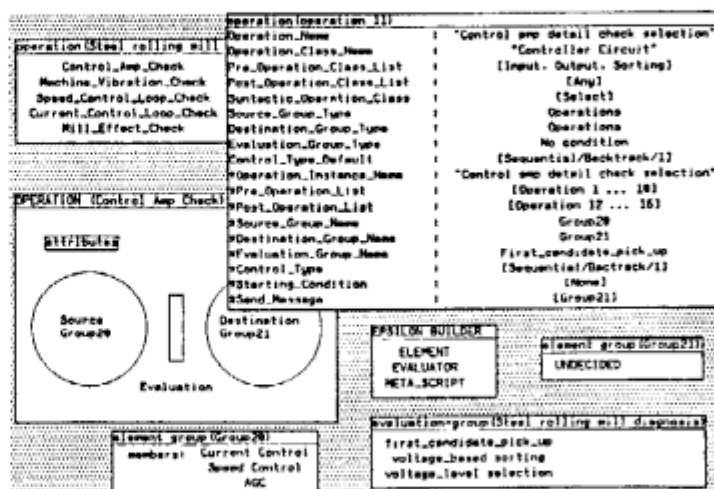 operation(Steel rolling mill
Control_Amp_Check
Machine_Vibration_Check
Speed_Control_Loop_Check
Current_Control_Loop_Check
Mill_Effect_Check
operation(operation 11)
Operation_Name : "Control amp detail check selection"
Operation_Class_Name : "Controller Circuit"
Pre_Operation_Class_List : [Input, Output, Sorting]
Post_Operation_Class_List : [Any]
Syntactic_Operation_Class : [Select]
Source_Group_Type : Operations
Destination_Group_Type : Operations
Evaluation_Group_Type : No condition
Control_Type_Default : [Sequential/Backtrack/1]
*Operation_Instance_Name : "Control amp detail check selection"
*Pre_Operation_List : [Operation 1 ... 10]
*Post_Operation_List : [Operation 12 ... 16]
*Source_Group_Name : Group20
*Destination_Group_Name : Group21
*Evaluation_Group_Name : First_candidate_pick_up
*Control_Type : [Sequential/Bactrack/1]
*Starting_Condition : [None]
*Send_Message : [Group21]
OPERATION (Control Amp Check)
attributes
Source
Group20
Destination
Group21
Evaluation
EPSILON BUILDER
ELEMENT
EVALUATOR
META_SCRIPT
element group(Group21)
UNDECIDED
element group(Group20)
members: Current Control
Speed Control
AGC
evaluation-group(Steel rolling mill diagnosis)
first_candidate_pick_up
voltage_based sorting
voltage_level selection